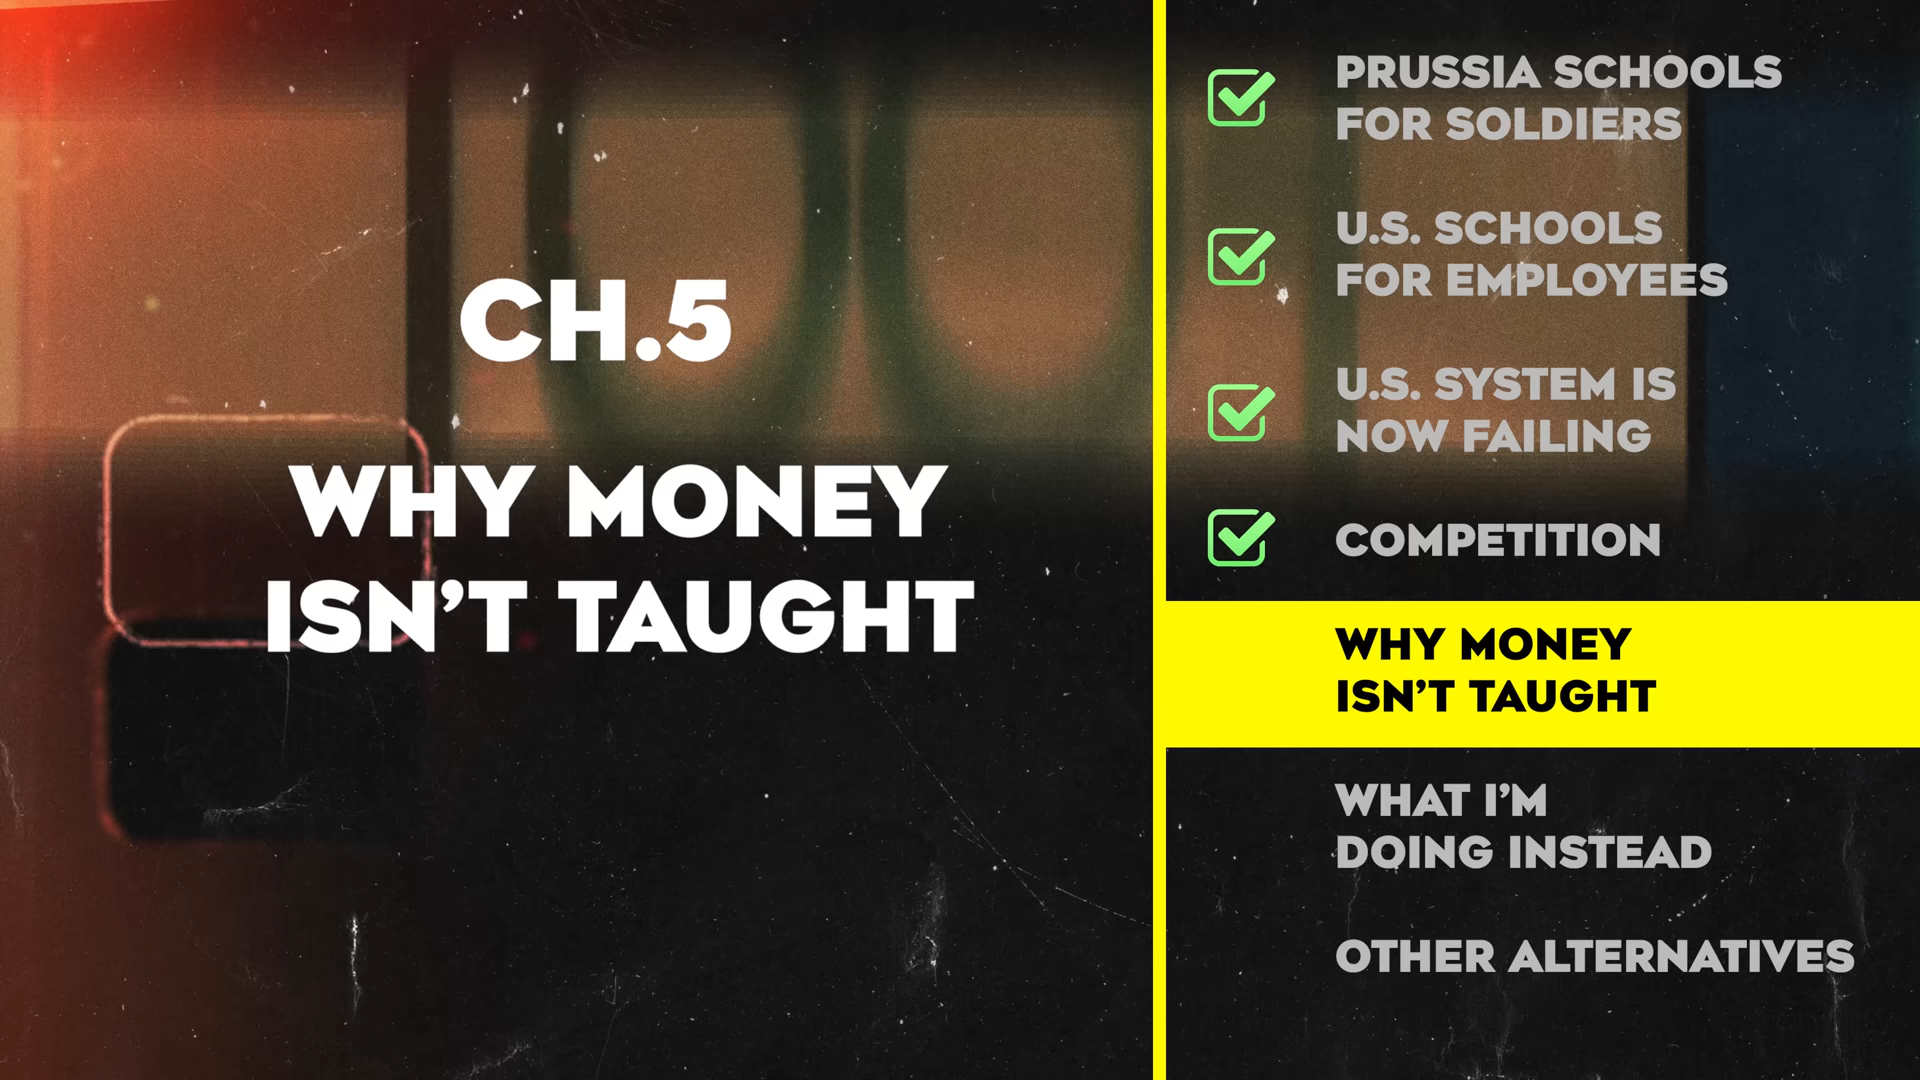 CH.5
WHY MONEY
ISN'T TAUGHT
PRUSSIA SCHOOLS
FOR SOLDIERS
U.S. SCHOOLS
FOR EMPLOYEES
U.S. SYSTEM IS
NOW FAILING
COMPETITION
WHY MONEY
ISN'T TAUGHT
WHAT I'M
DOING INSTEAD
OTHER ALTERNATIVES